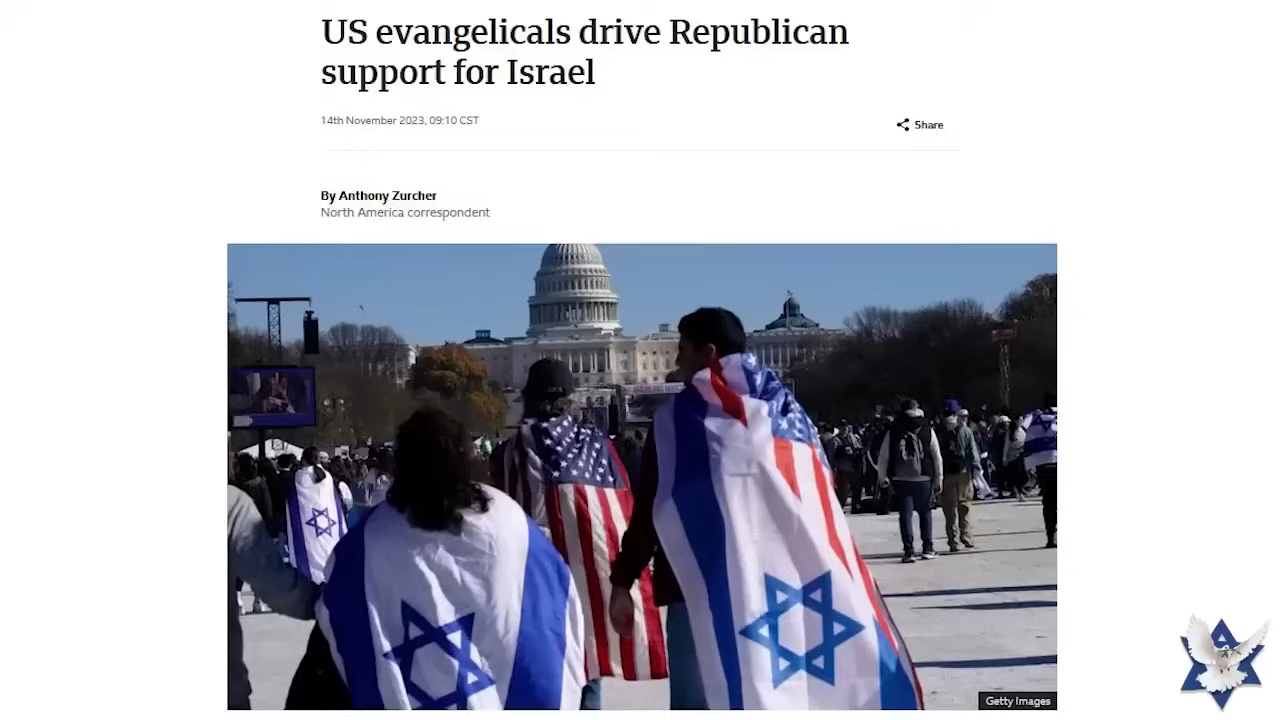 US evangelicals drive Republican
support for Israel
14th November 2023, 09:10 CST
Share
By Anthony Zurcher
North America correspondent
Getty Images